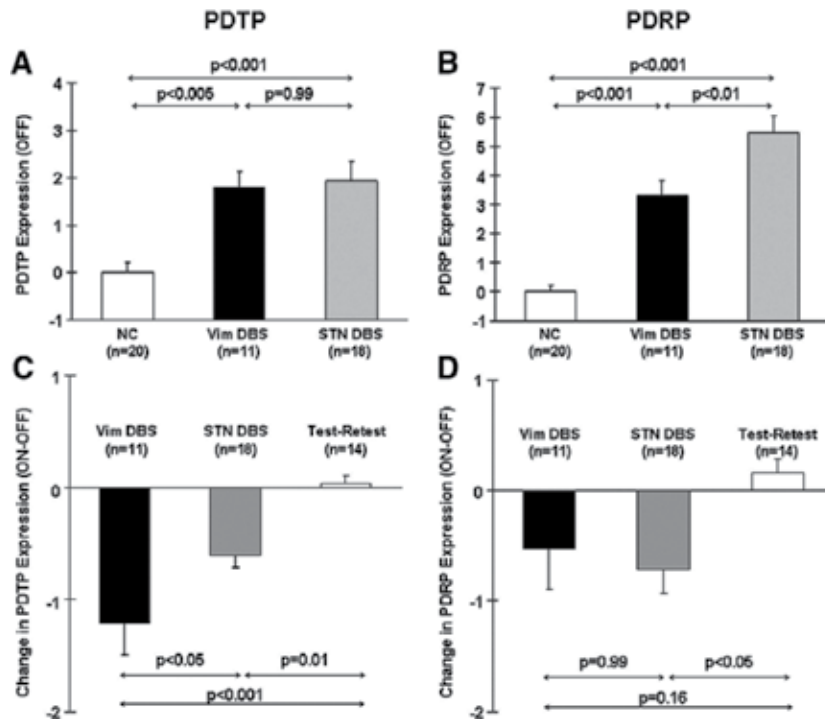 PDTP
PDRP
A
p<0.001
p<0.005
p=0.99
PDTP Expression (OFF)
4
3
2
1
0
-1
NC
(n=20)
Vim DBS
(n=11)
STN DBS
(n=18)
B
p<0.001
p<0.001
p<0.01
PDRP Expression (OFF)
7
6
5
4
3
2
1
0
-1
NC
(n=20)
Vim DBS
(n=11)
STN DBS
(n=18)
C
Change in PDTP Expression (ON-OFF)
1
0
-1
-2
Vim DBS
(n=11)
STN DBS
(n=18)
Test-Retest
(n=14)
p<0.05
p=0.01
p<0.001
D
Change in PDRP Expression (ON-OFF)
1
0
-1
-2
Vim DBS
(n=11)
STN DBS
(n=18)
Test-Retest
(n=14)
p=0.99
p<0.05
p=0.16